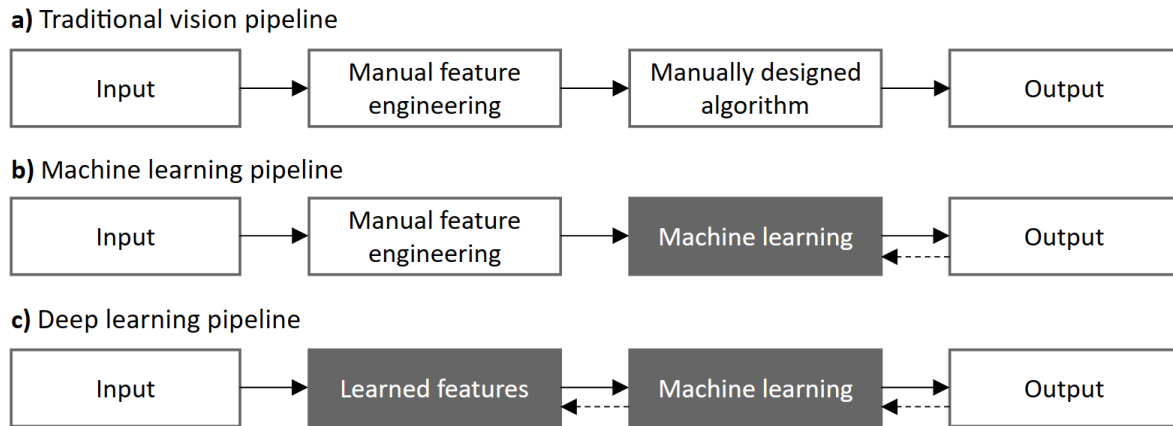 a) Traditional vision pipeline
Input
Manual feature
engineering
Manually designed
algorithm
Output
b) Machine learning pipeline
Input
Manual feature
engineering
Machine learning
Output
c) Deep learning pipeline
Input
Learned features
Machine learning
Output